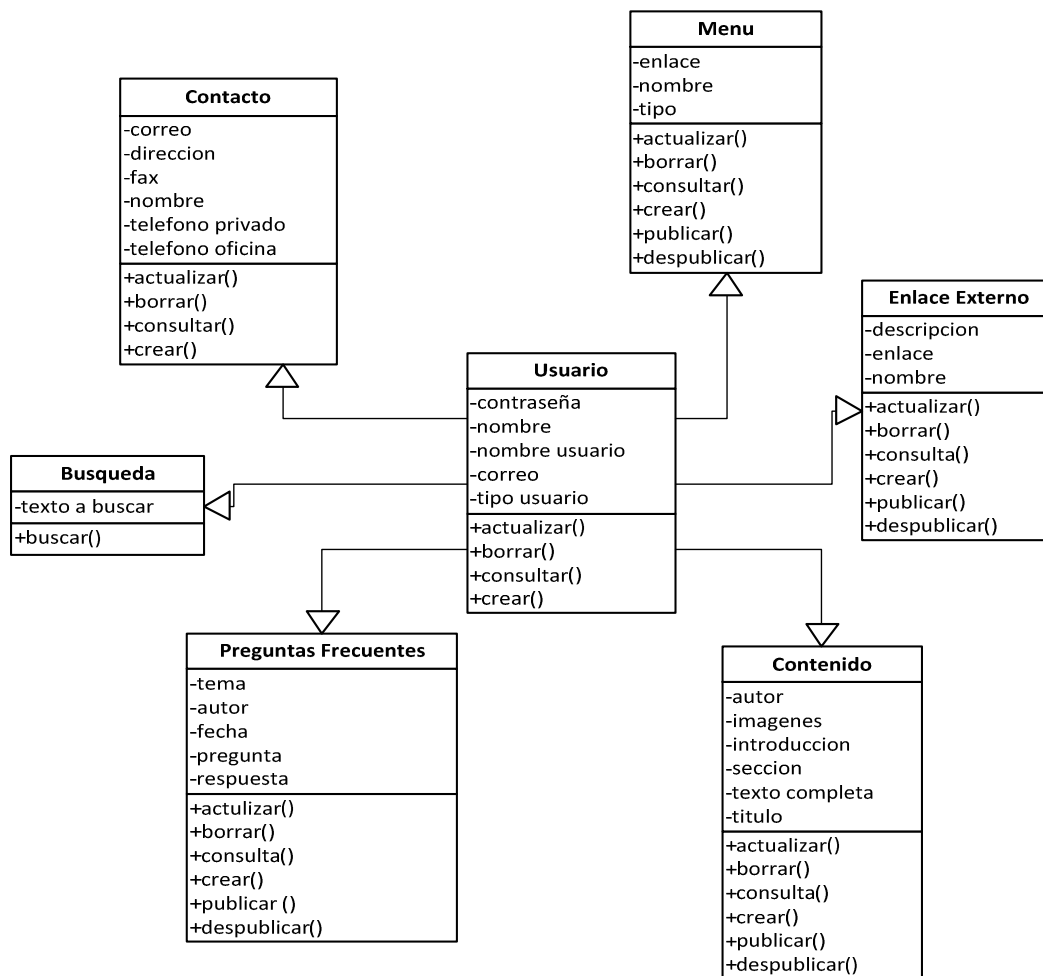 Menu
-enlace
-nombre
-tipo
+actualizar()
+borrar()
+consultar()
+crear()
+publicar()
+despublicar()
Contacto
-correo
-direccion
-fax
-nombre
-telefono privado
-telefono oficina
+actualizar()
+borrar()
+consultar()
+crear()
Enlace Externo
-descripcion
-enlace
-nombre
+actualizar()
+borrar()
+consulta()
+crear()
+publicar()
+despublicar()
Usuario
-contraseña
-nombre
-nombre usuario
-correo
-tipo usuario
+actualizar()
+borrar()
+consultar()
+crear()
Busqueda
-texto a buscar
+buscar()
Preguntas Frecuentes
-tema
-autor
-fecha
-pregunta
-respuesta
+actulizar()
+borrar()
+consulta()
+crear()
+publicar ()
+despublicar()
Contenido
-autor
-imagenes
-introduccion
-seccion
-texto completa
-titulo
+actualizar()
+borrar()
+consulta()
+crear()
+publicar()
+despublicar()